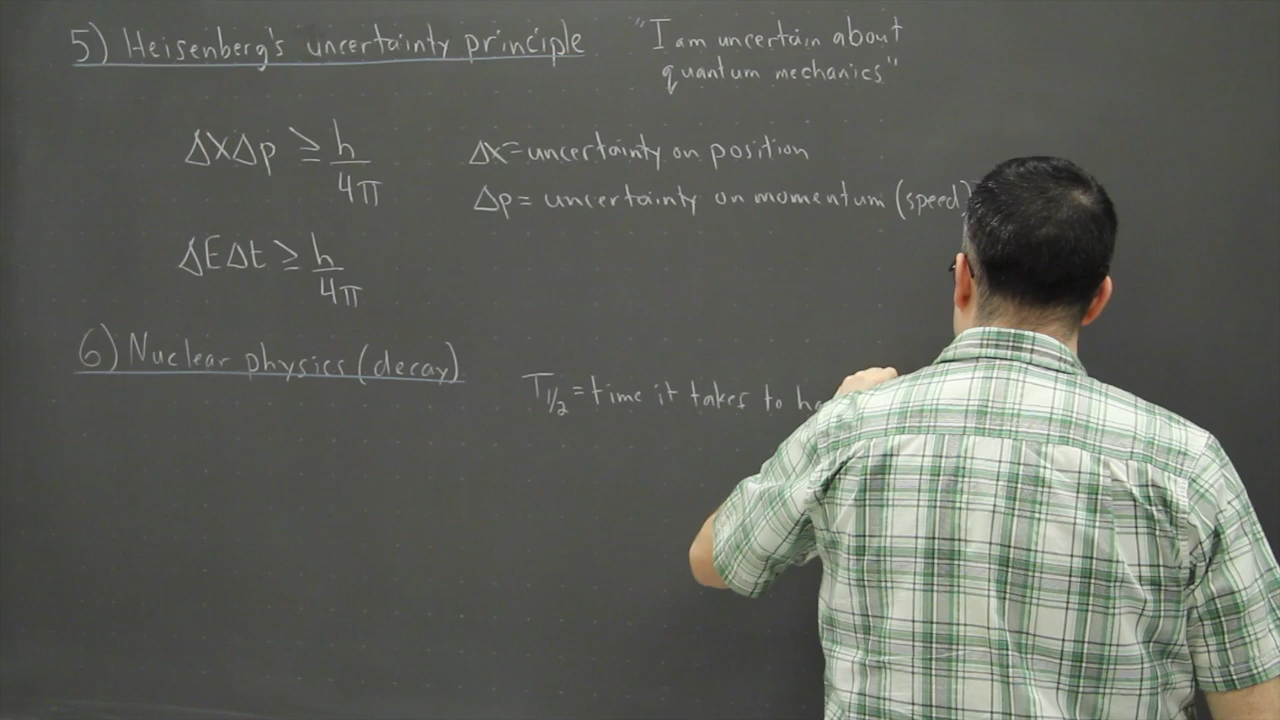 5) Heisenberg's uncertainty principle
"I am uncertain about
quantum mechanics"
ΔxΔp ≥ h/4π
Δx = uncertainty on position
Δp = uncertainty on momentum (speed)
ΔEΔt ≥ h/4π
6) Nuclear physics (decay)
T1/2 = time it takes to